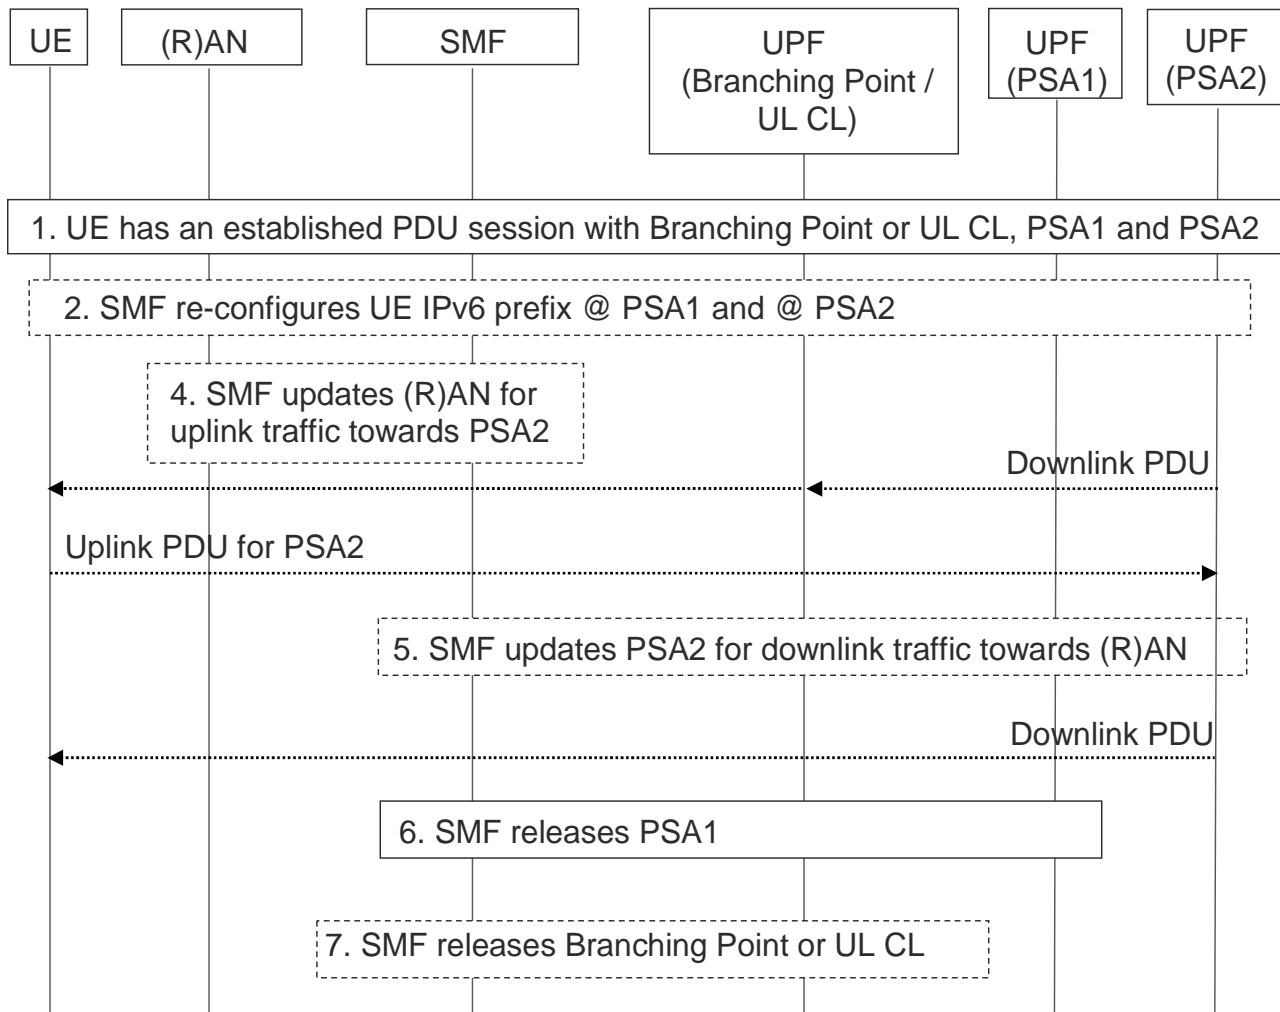 UE
(R)AN
SMF
UPF
(Branching Point /
UL CL)
UPF
(PSA1)
UPF
(PSA2)
1. UE has an established PDU session with Branching Point or UL CL, PSA1 and PSA2
2. SMF re-configures UE IPv6 prefix @ PSA1 and @ PSA2
4. SMF updates (R)AN for
uplink traffic towards PSA2
Downlink PDU
Uplink PDU for PSA2
5. SMF updates PSA2 for downlink traffic towards (R)AN
Downlink PDU
6. SMF releases PSA1
7. SMF releases Branching Point or UL CL